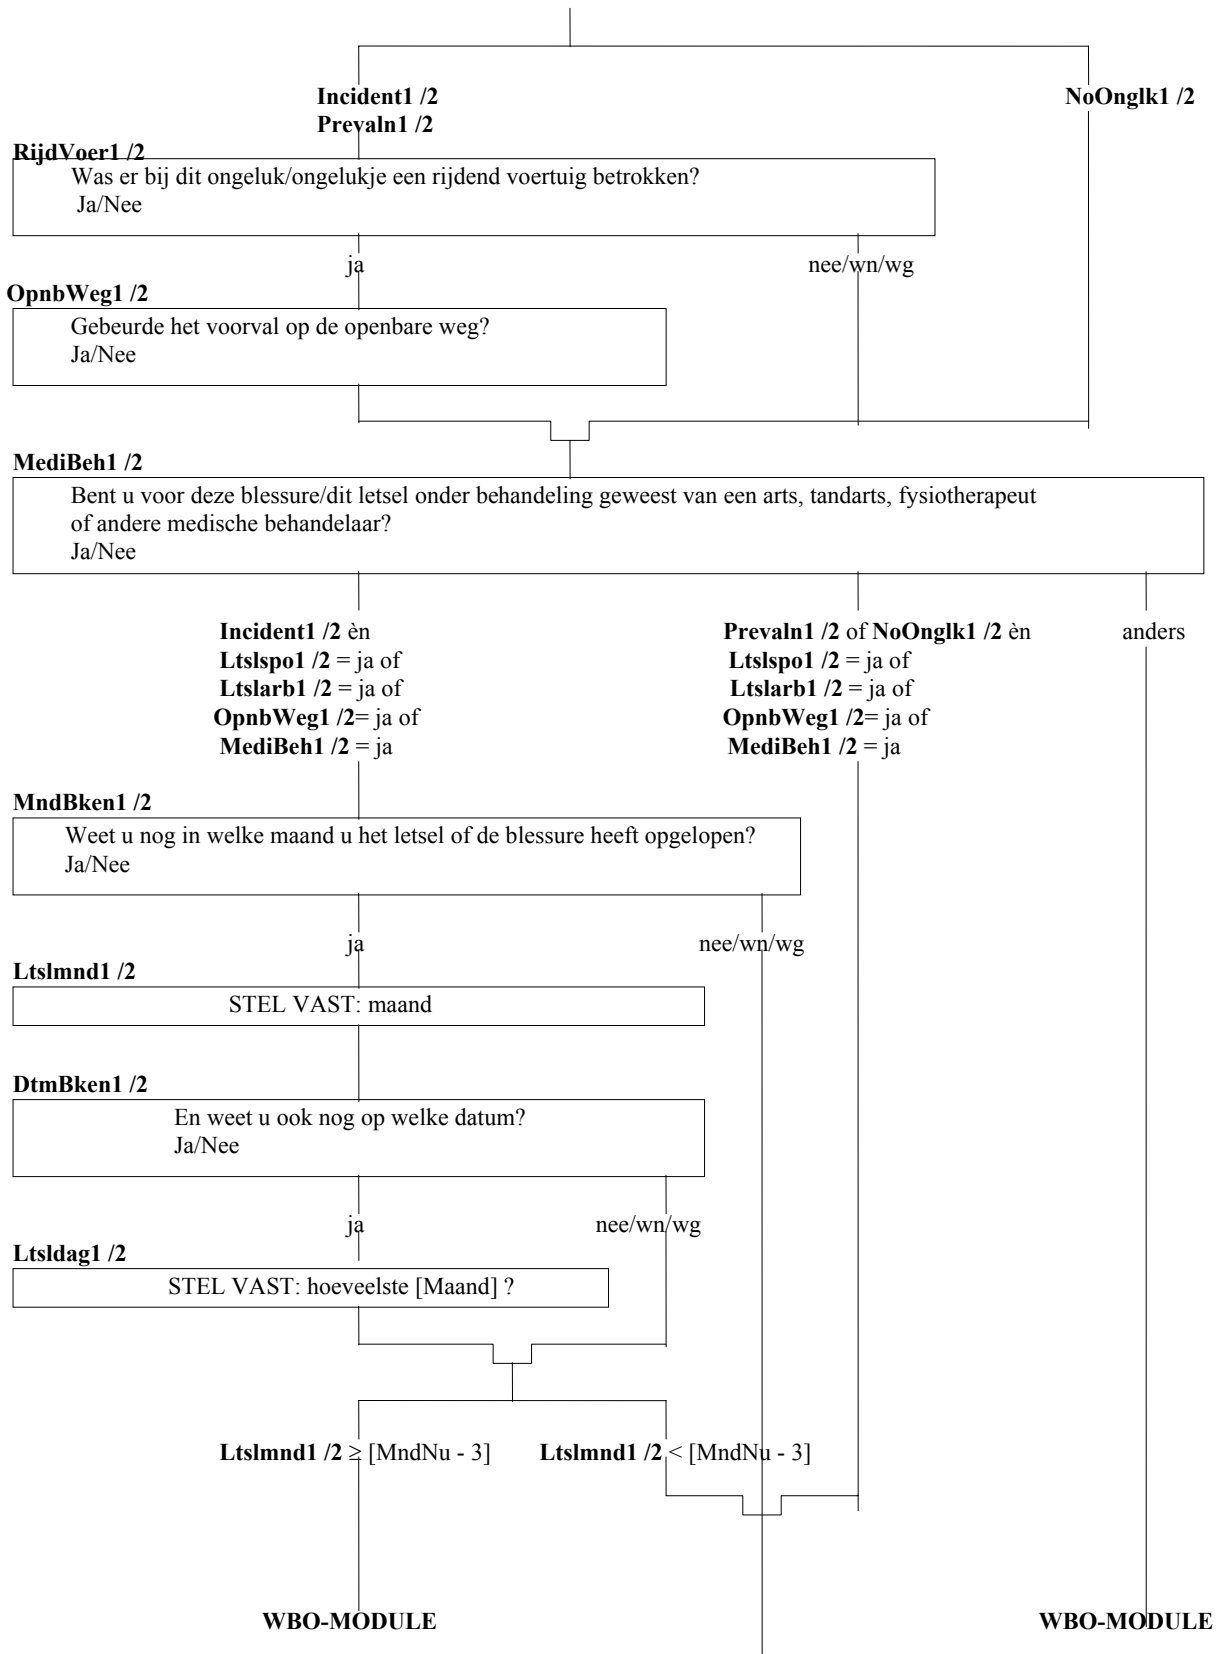 Incident1 /2
Prevaln1 /2
NoOnglk1 /2
RijdVoer1 /2
Was er bij dit ongeluk/ongelukje een rijdend voertuig betrokken?
Ja/Nee
ja
nee/wn/wg
OpnbWeg1 /2
Gebeurde het voorval op de openbare weg?
Ja/Nee
MediBeh1 /2
Bent u voor deze blessure/dit letsel onder behandeling geweest van een arts, tandarts, fysiotherapeut
of andere medische behandelaar?
Ja/Nee
Incident1 /2 èn
Ltslspo1 /2 = ja of
Ltslarb1 /2 = ja of
OpnbWeg1 /2= ja of
MediBeh1 /2 = ja
Prevaln1 /2 of NoOnglk1 /2 èn
Ltslspo1 /2 = ja of
Ltslarb1 /2 = ja of
OpnbWeg1 /2= ja of
MediBeh1 /2 = ja
anders
MndBken1 /2
Weet u nog in welke maand u het letsel of de blessure heeft opgelopen?
Ja/Nee
ja
nee/wn/wg
Ltslmnd1 /2
STEL VAST: maand
DtmBken1 /2
En weet u ook nog op welke datum?
Ja/Nee
ja
nee/wn/wg
Ltsldag1 /2
STEL VAST: hoeveelste [Maand] ?
Ltslmnd1 /2 ≥ [MndNu - 3]
Ltslmnd1 /2 < [MndNu - 3]
WBO-MODULE
WBO-MODULE